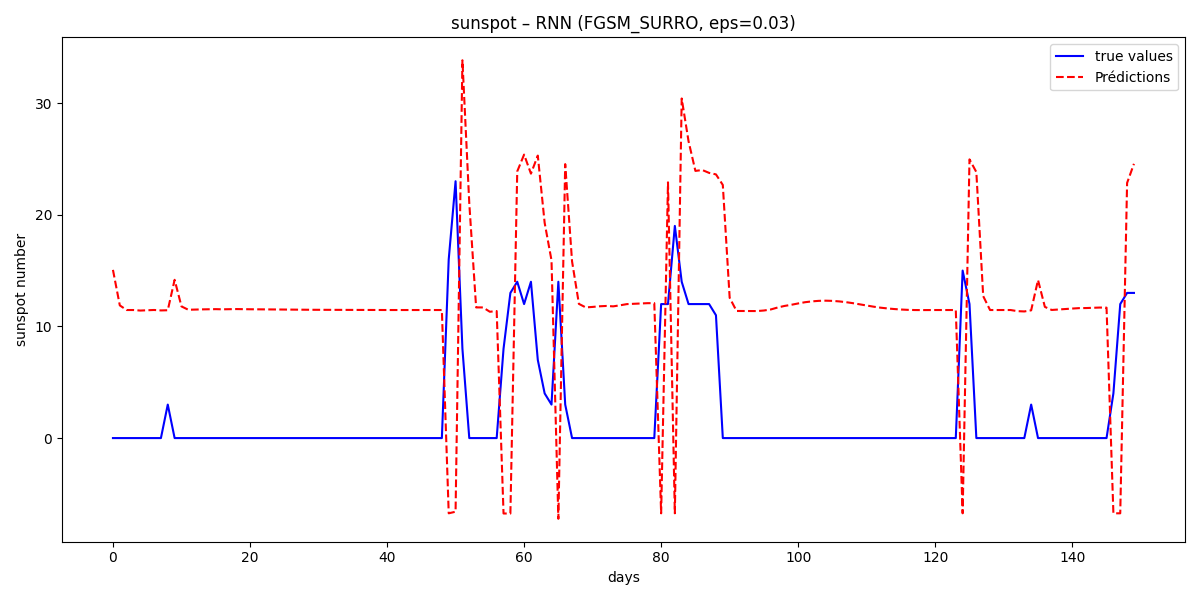 sunspot – RNN (FGSM_SURRO, eps=0.03)
true values
Prédictions
sunspot number
30
20
10
0
0 20 40 60 80 100 120 140
days